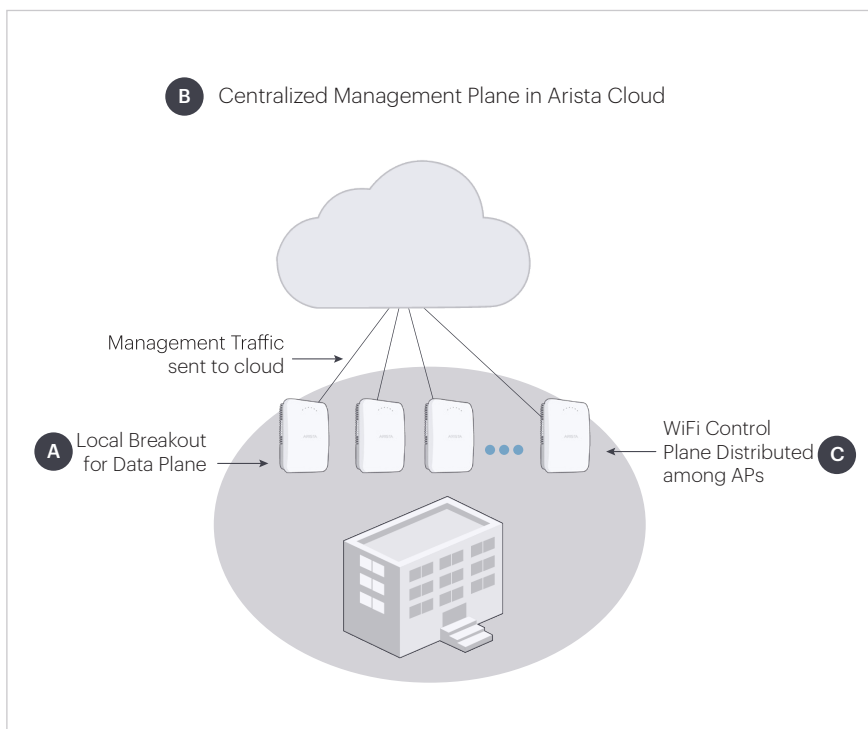 B Centralized Management Plane in Arista Cloud
Management Traffic
sent to cloud
A Local Breakout
for Data Plane
WiFi Control
Plane Distributed C
among APs